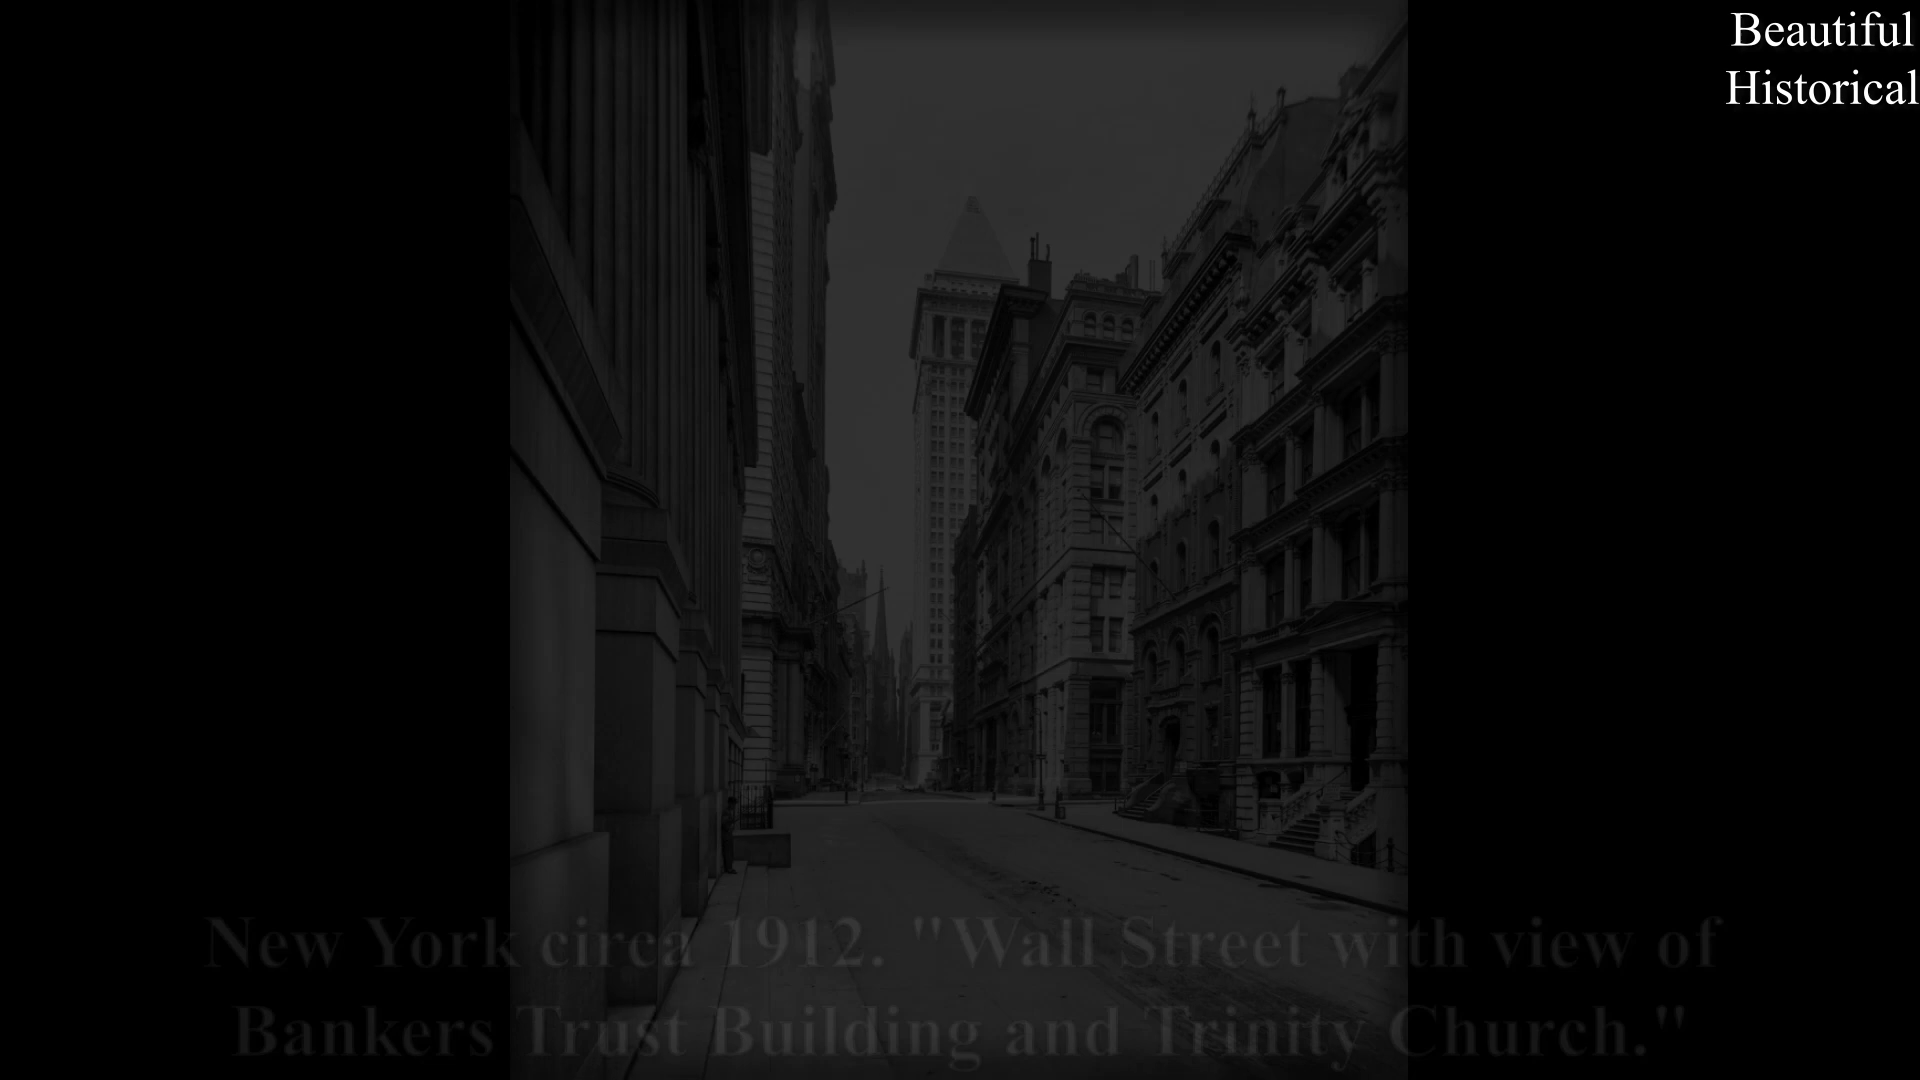 Beautiful
Historical
New York circa 1912. "Wall Street with view of
Bankers Trust Building and Trinity Church."